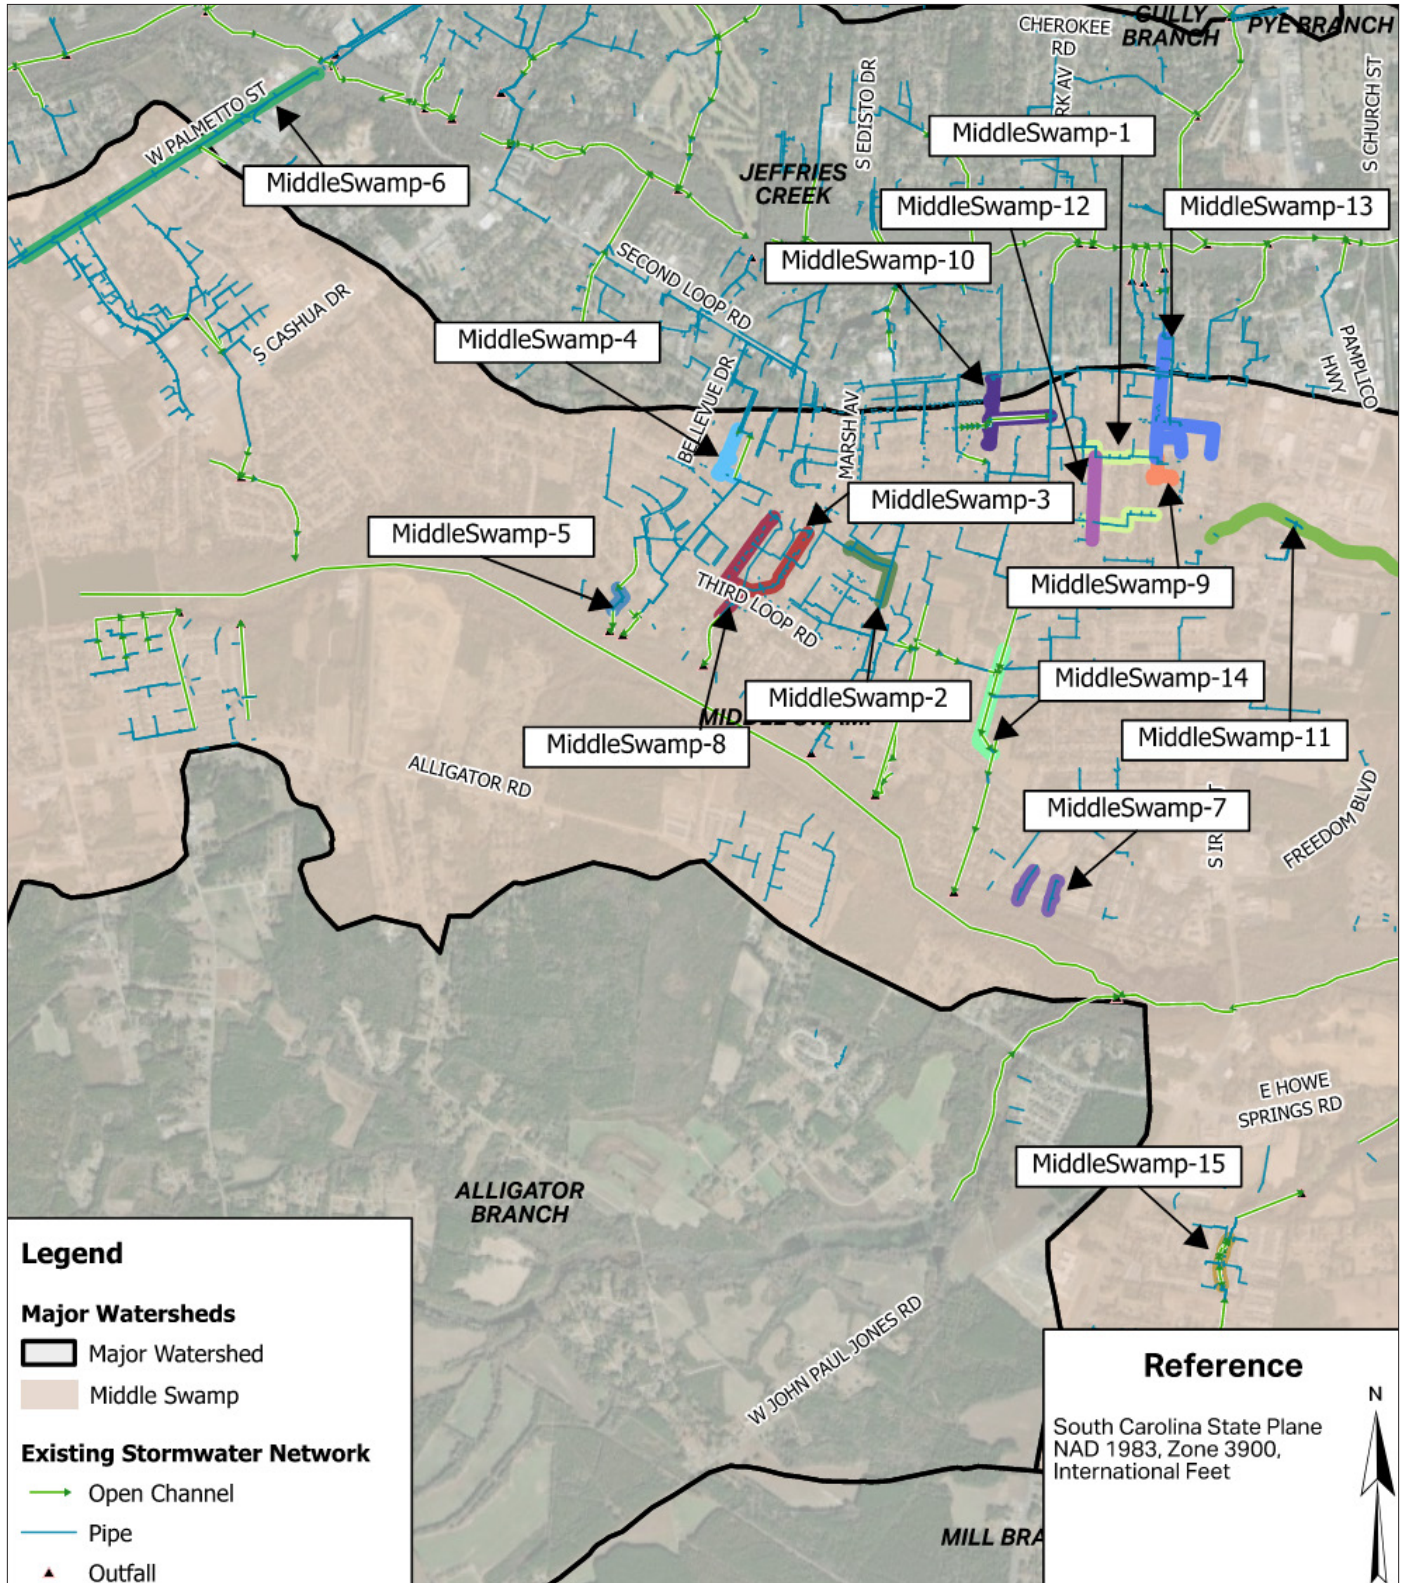 CHEROKEE
RD
GULLY
BRANCH
PYE BRANCH
S EDISTO DR
RK AV
S CHURCH ST
W PALMETTO ST
MiddleSwamp-6
MiddleSwamp-1
JEFFRIES
CREEK
MiddleSwamp-12
MiddleSwamp-13
MiddleSwamp-10
SECOND LOOP RD
S CASHUA DR
MiddleSwamp-4
BELLEVUE DR
MARSH AV
PAMPLICO
HWY
MiddleSwamp-3
MiddleSwamp-5
MiddleSwamp-9
THIRD LOOP RD
MiddleSwamp-14
MiddleSwamp-2
MiddleSwamp-8
MiddleSwamp-11
ALLIGATOR RD
MiddleSwamp-7
S IR
FREEDOM BLVD
E HOWE
SPRINGS RD
MiddleSwamp-15
ALLIGATOR
BRANCH
W JOHN PAUL JONES RD
MILL BRA
Legend
Major Watersheds
Major Watershed
Middle Swamp
Existing Stormwater Network
Open Channel
Pipe
Outfall
Reference
South Carolina State Plane
NAD 1983, Zone 3900,
International Feet
N